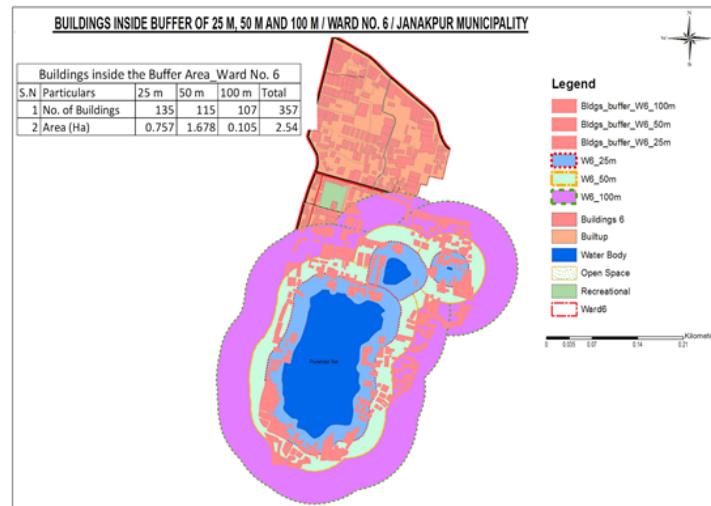 BUILDINGS INSIDE BUFFER OF 25 M, 50 M AND 100 M / WARD NO. 6 / JANAKPUR MUNICIPALITY
N
W
E
S
Buildings inside the Buffer Area_Ward No. 6
S.N Particulars 25 m 50 m 100 m Total
1 No. of Buildings 135 115 107 357
2 Area (Ha) 0.757 1.678 0.105 2.54
Legend
Bldgs_buffer_W6_100m
Bldgs_buffer_W6_50m
Bldgs_buffer_W6_25m
W6_25m
W6_50m
W6_100m
Buildings 6
Builtup
Water Body
Open Space
Recreational
Ward6
Kilomete
0 0.035 0.07 0.14 0.21